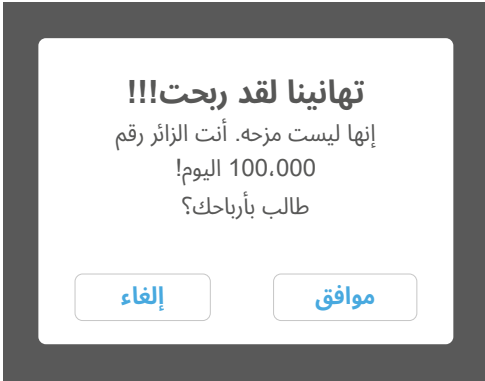 تهانينا لقد ربحت!!!
إنها ليست مزحه. أنت الزائر رقم
100،000 اليوم!
طالب بأرباحك؟
موافق
إلغاء